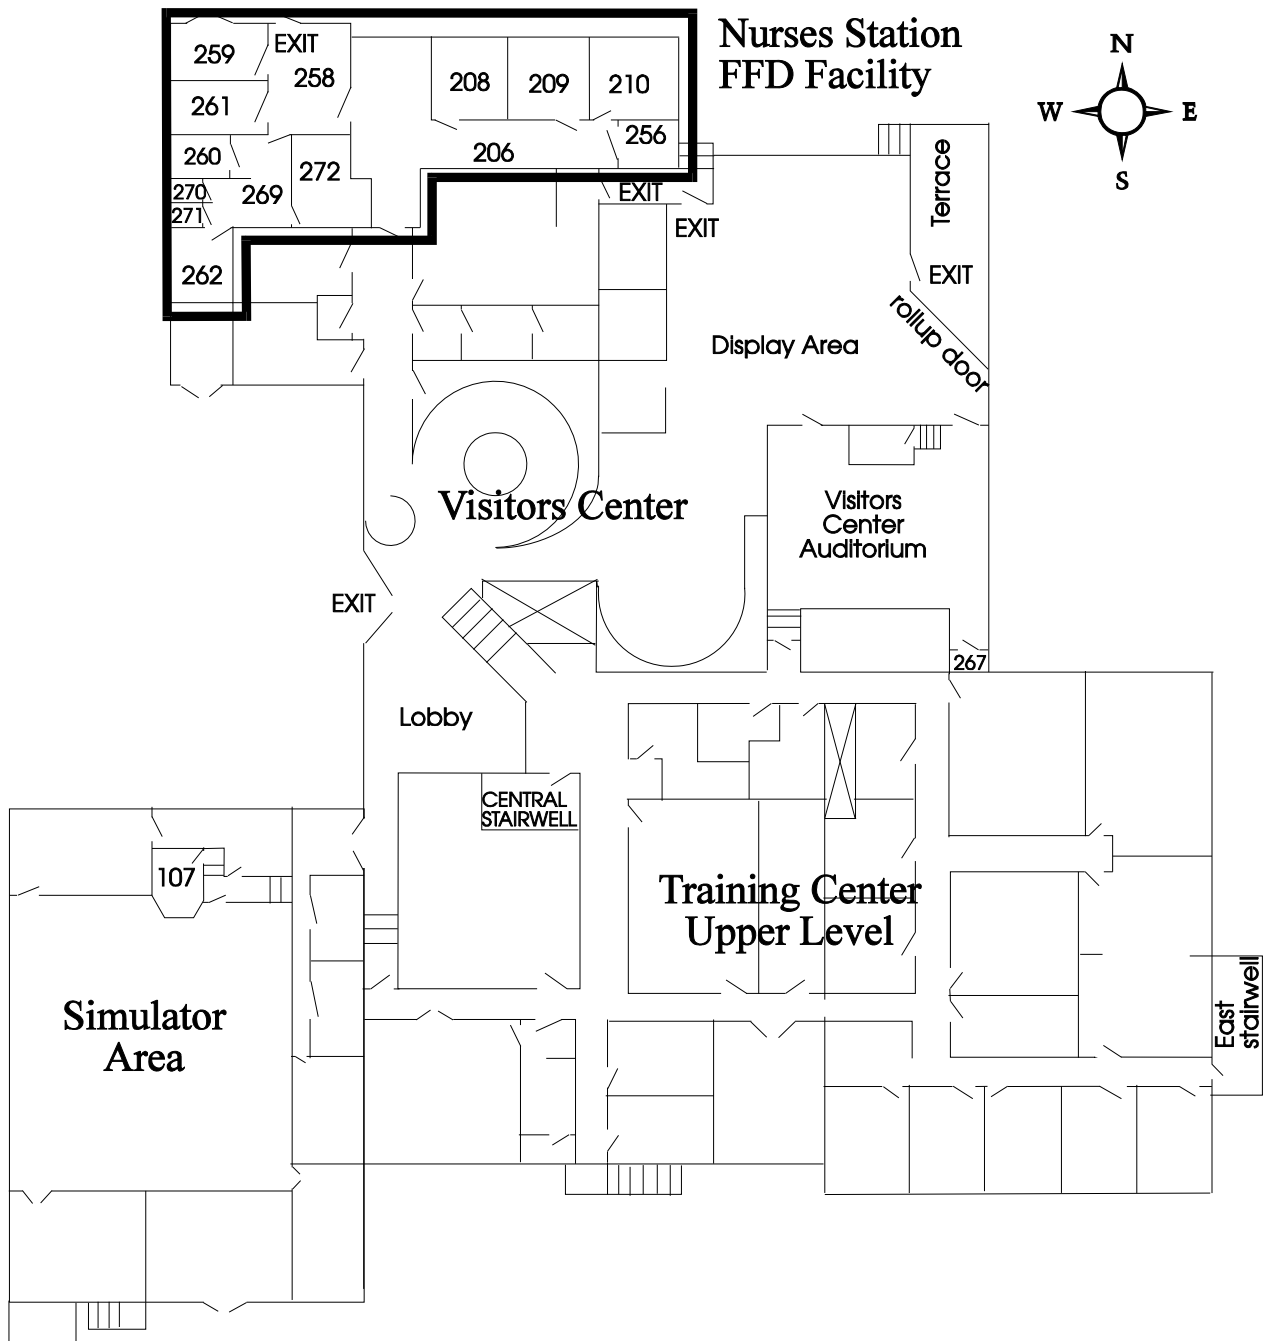 Nurses Station
FFD Facility
N
W
E
S
259
EXIT
258
261
208
209
210
256
260
206
272
270
269
271
EXIT
EXIT
262
Terrace
EXIT
rollup door
Display Area
Visitors Center
Visitors
Center
Auditorium
EXIT
267
Lobby
CENTRAL
STAIRWELL
107
Training Center
Upper Level
Simulator
Area
East
stairwell